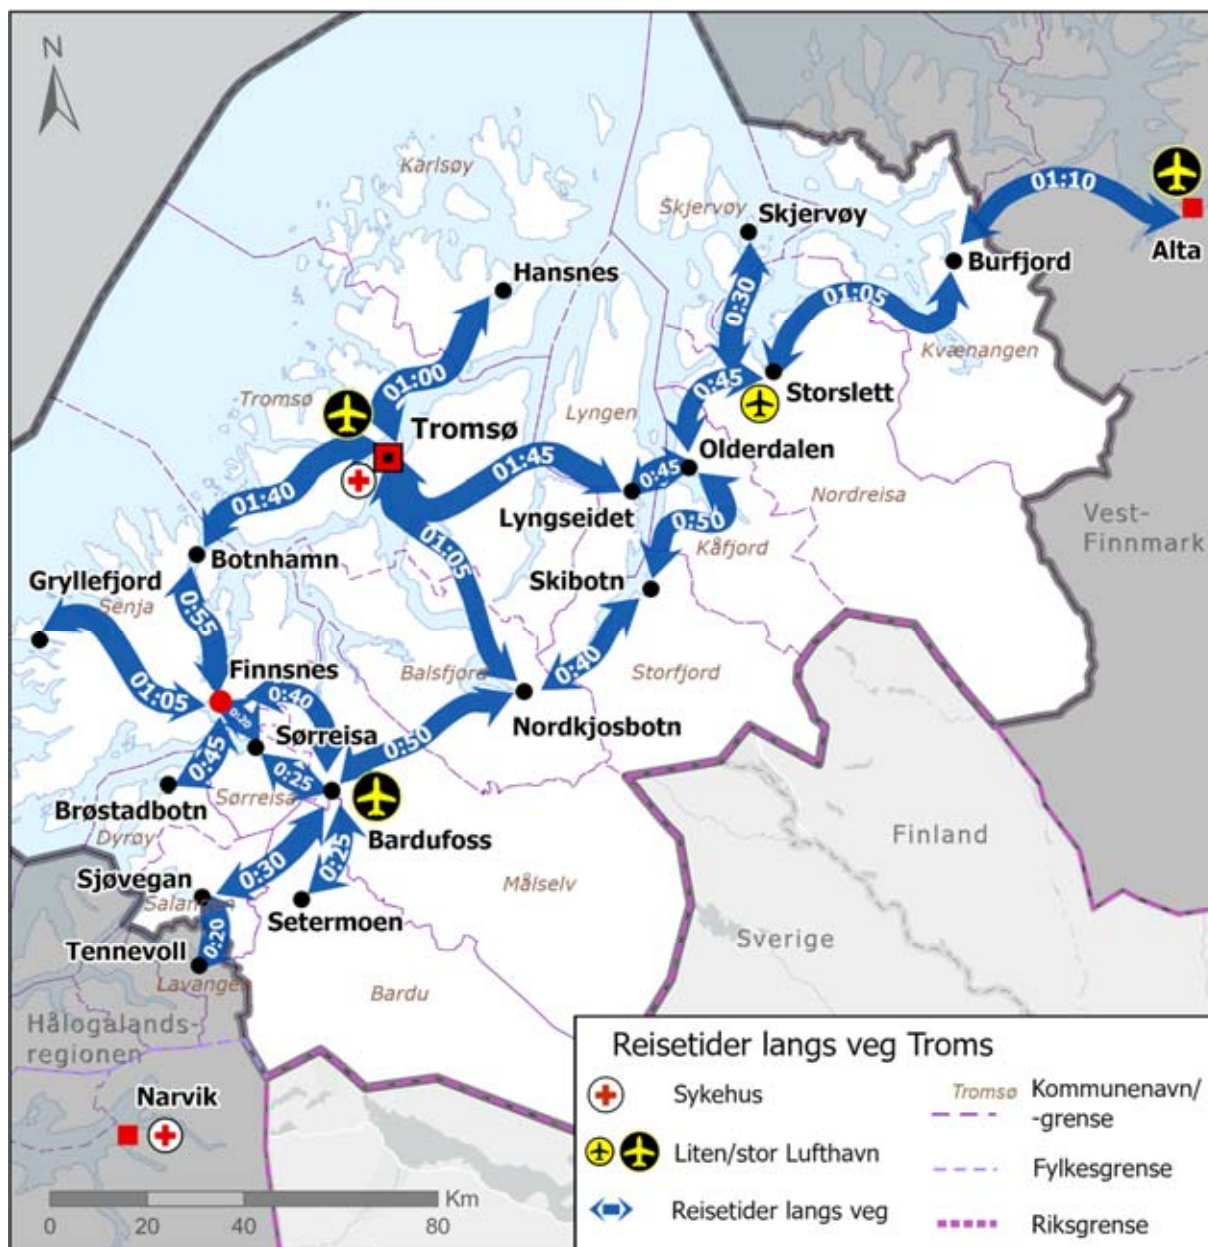 N
Karlsøy
Skjervøy
Skjervøy
01:10
Alta
Hansnes
Burfjord
0:30
01:05
Kvænangen
01:00
Tromsø
Lyngen
0:45
Storslett
Tromsø
Olderdalen
01:45
0:45
01:40
Lyngseidet
Nordreisa
Vest-
Finnmark
0:50
Kåfjord
Botnhamn
01:05
Gryllefjord
Skibotn
Senja
0:55
Finnsnes
Balsfjord
0:40
Storfjord
01:05
0:40
0:20
Nordkjosbotn
Sørreisa
0:50
0:45
0:25
Brøstadbotn
Sørreisa
Dyrøy
Bardufoss
Finland
0:30
0:25
Sjøvegan
Målselv
Salangen
Setermoen
0:20
Sverige
Tennevoll
Lavangen
Bardu
Hålogalands-
regionen
Narvik
Km
0 20 40 80
Reisetider langs veg Troms
Sykehus
Tromsø
Kommunenavn/
-grense
Liten/stor Lufthavn
Fylkesgrense
Reisetider langs veg
Riksgrense